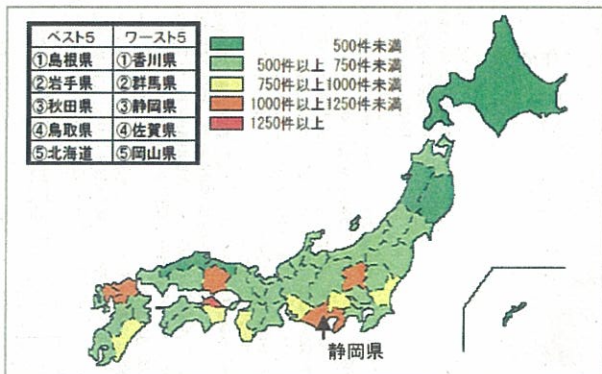 ベスト5 ワースト5
①島根県 ①香川県
②岩手県 ②群馬県
③秋田県 ③静岡県
④鳥取県 ④佐賀県
⑤北海道 ⑤岡山県
500件未満
500件以上 750件未満
750件以上1000件未満
1000件以上1250件未満
1250件以上
静岡県